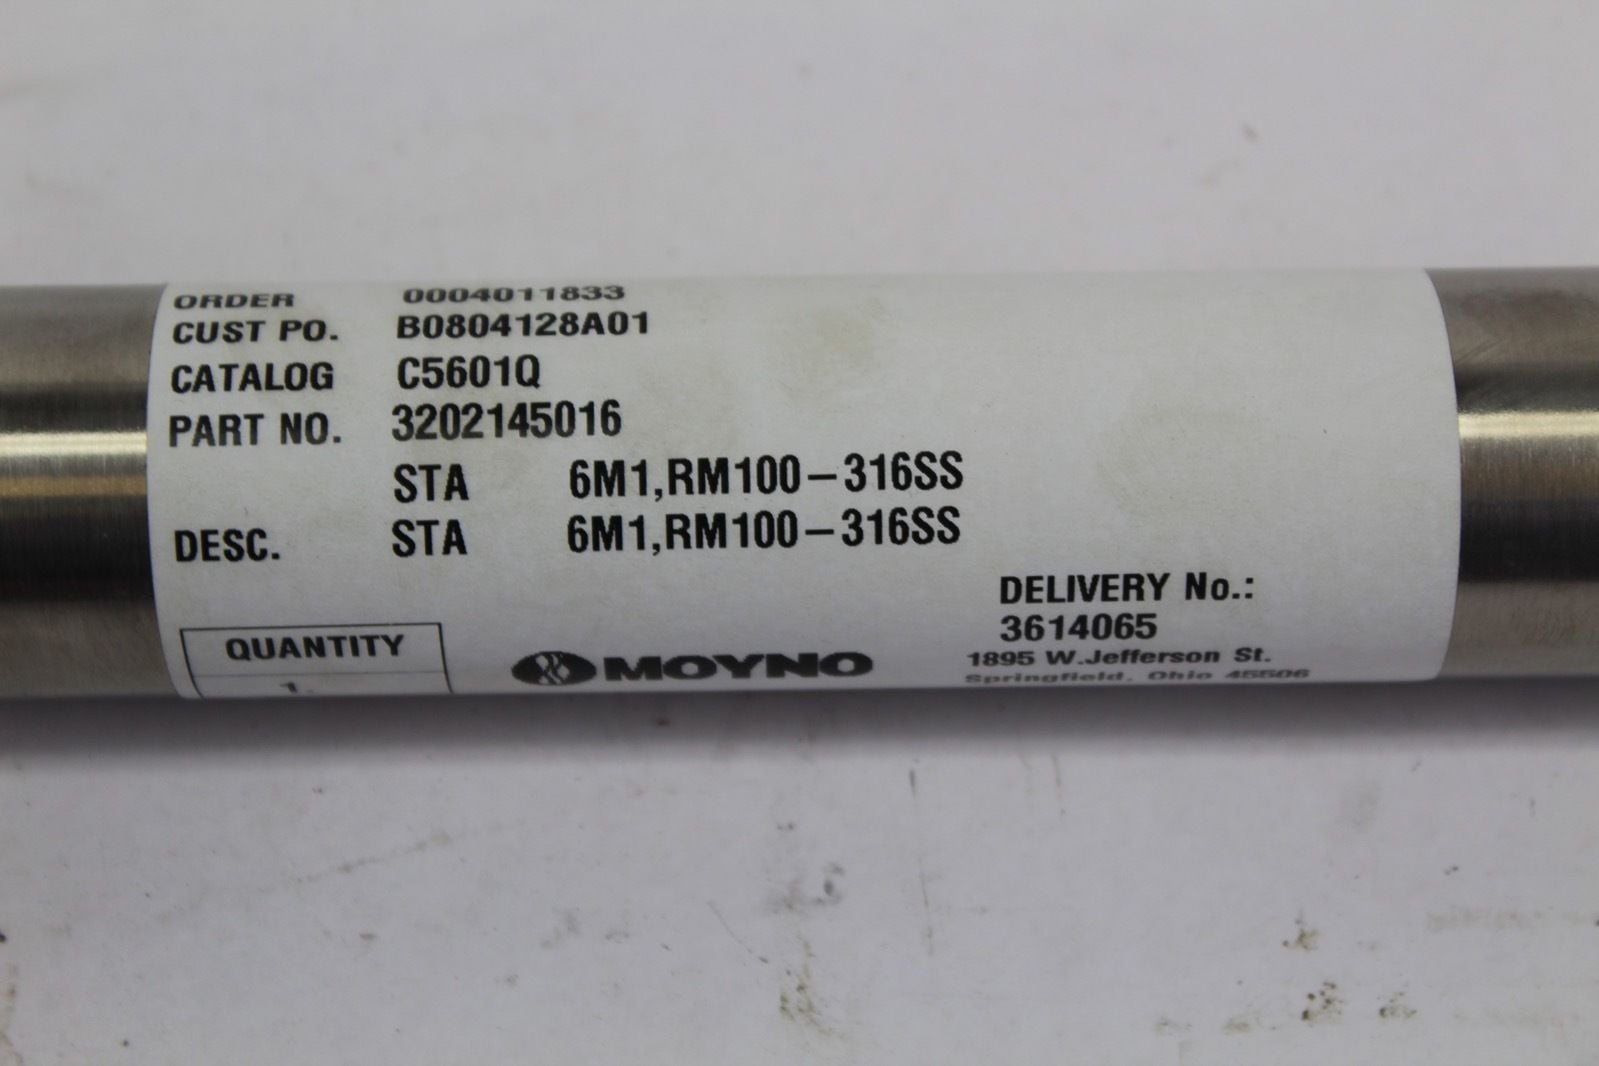 ORDER 0004011833
CUST PO. B0804128A01
CATALOG C5601Q
PART NO. 3202145016
STA 6M1,RM100-316SS
DESC. STA 6M1,RM100-316SS
QUANTITY
1.
MOYNO
DELIVERY No.:
3614065
1895 W.Jefferson St.
Springfield, Ohio 45506